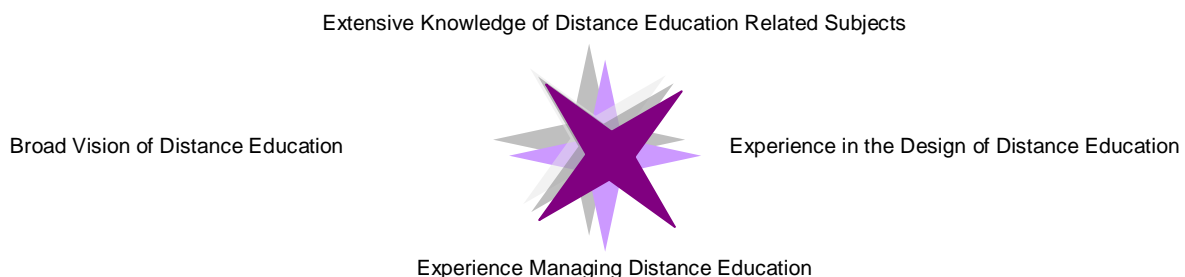 Extensive Knowledge of Distance Education Related Subjects
Broad Vision of Distance Education
Experience in the Design of Distance Education
Experience Managing Distance Education